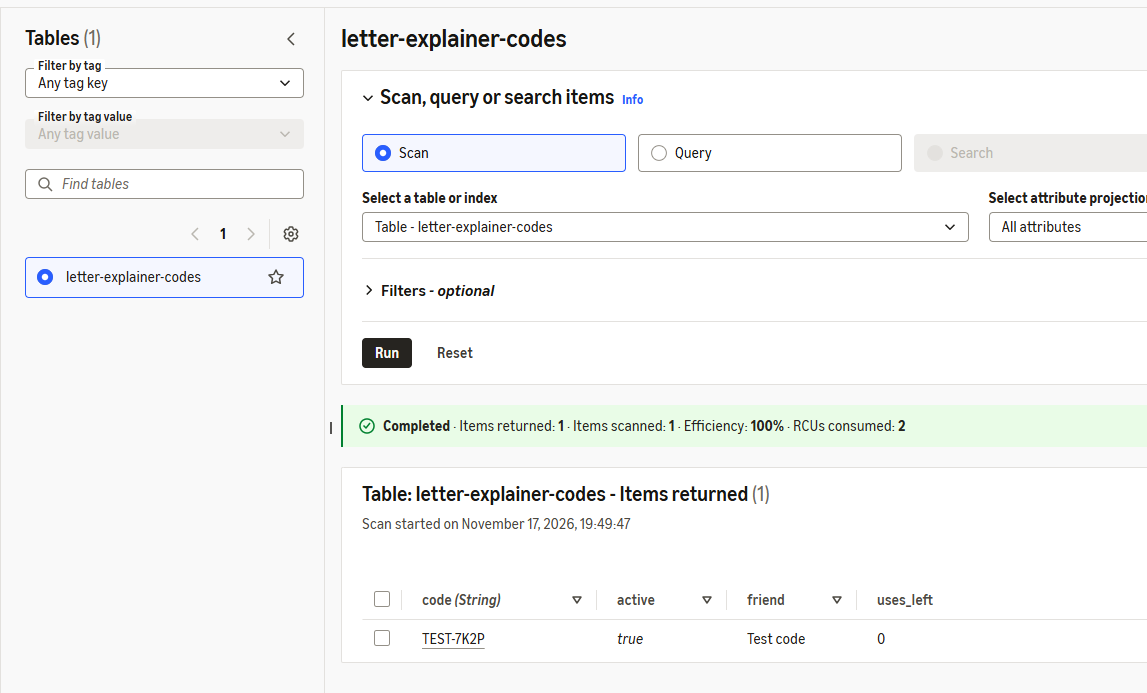 Tables (1)
Filter by tag
Any tag key
Filter by tag value
Any tag value
Find tables
1
letter-explainer-codes
letter-explainer-codes
Scan, query or search items Info
Scan
Query
Search
Select a table or index
Table - letter-explainer-codes
Select attribute projection
All attributes
Filters - optional
Run Reset
Completed · Items returned: 1 · Items scanned: 1 · Efficiency: 100% · RCUs consumed: 2
Table: letter-explainer-codes - Items returned (1)
Scan started on November 17, 2026, 19:49:47
code (String) active friend uses_left
TEST-7K2P true Test code 0